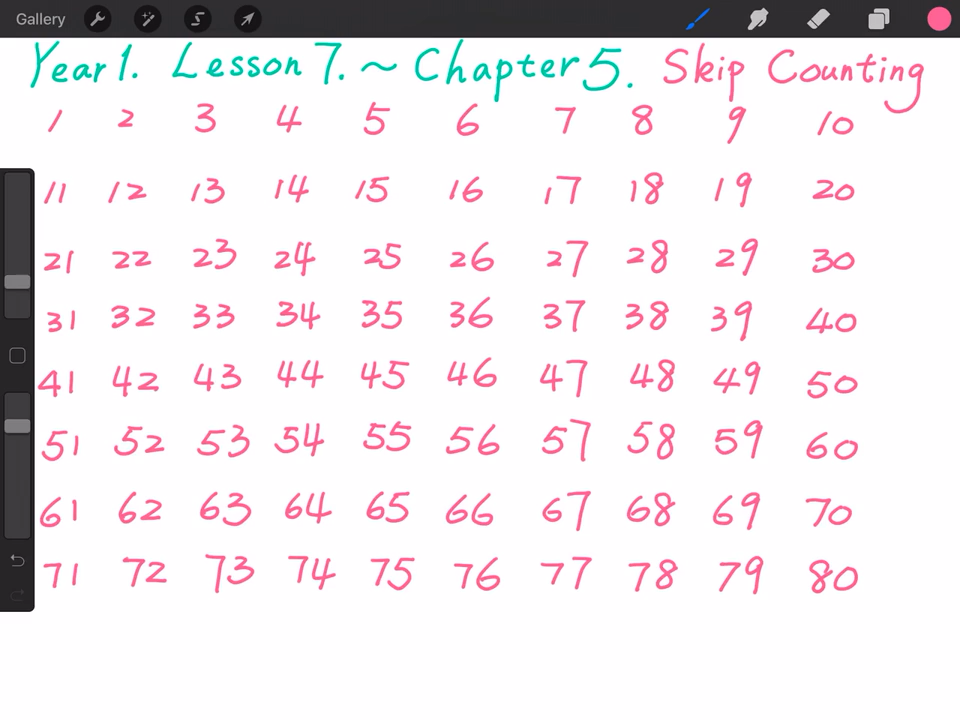 Gallery
Year 1. Lesson 7. ~ Chapter 5. Skip Counting
1 2 3 4 5 6 7 8 9 10
11 12 13 14 15 16 17 18 19 20
21 22 23 24 25 26 27 28 29 30
31 32 33 34 35 36 37 38 39 40
41 42 43 44 45 46 47 48 49 50
51 52 53 54 55 56 57 58 59 60
61 62 63 64 65 66 67 68 69 70
71 72 73 74 75 76 77 78 79 80